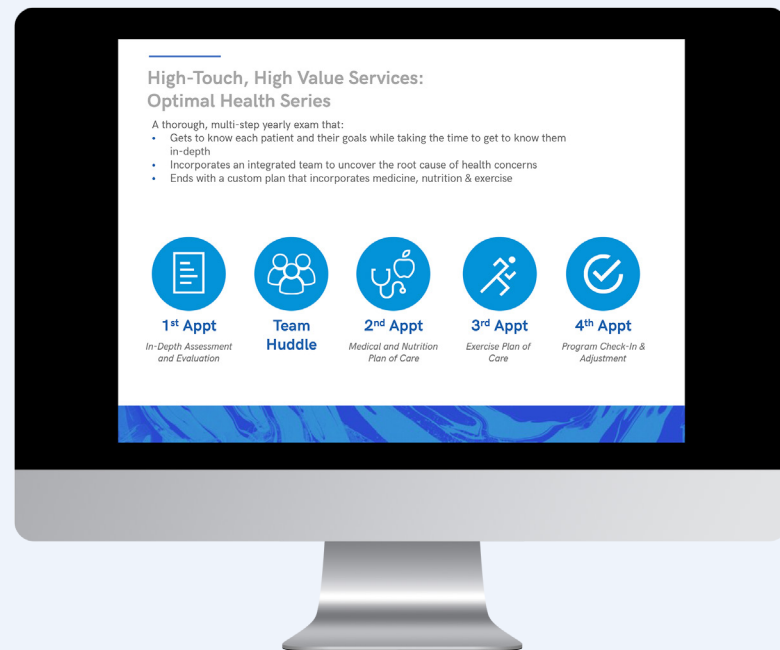 High-Touch, High Value Services:
Optimal Health Series
A thorough, multi-step yearly exam that:
• Gets to know each patient and their goals while taking the time to get to know them
in-depth
• Incorporates an integrated team to uncover the root cause of health concerns
• Ends with a custom plan that incorporates medicine, nutrition & exercise
1st Appt
In-Depth Assessment
and Evaluation
Team
Huddle
2nd Appt
Medical and Nutrition
Plan of Care
3rd Appt
Exercise Plan of
Care
4th Appt
Program Check-In &
Adjustment